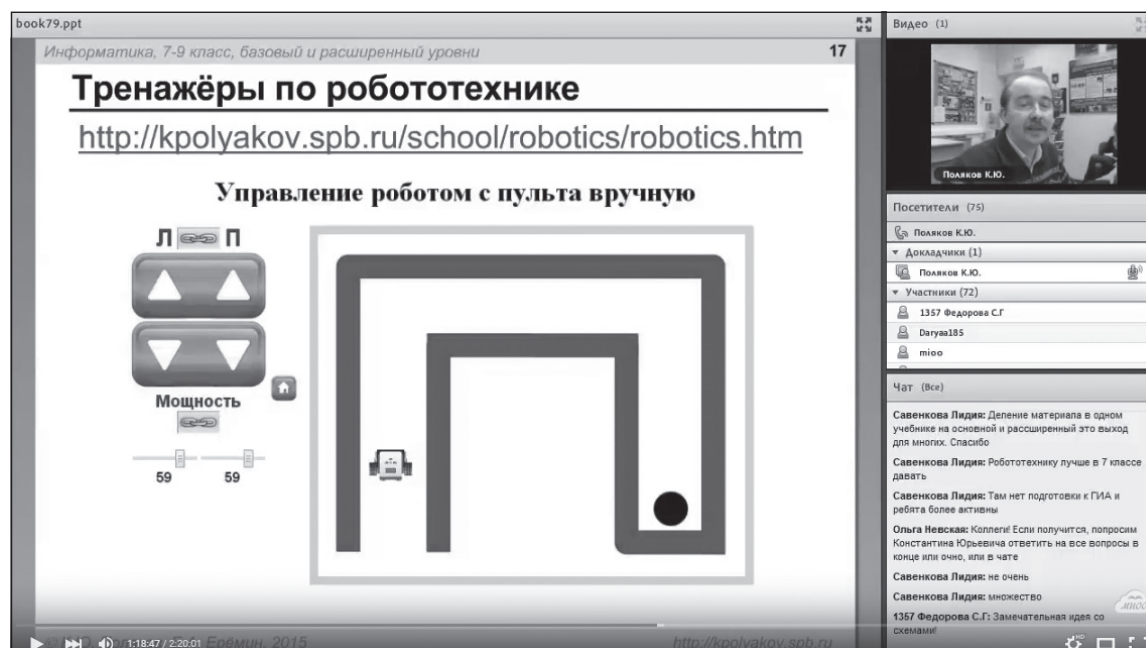 book79.ppt
Информатика, 7-9 класс, базовый и расширенный уровни
17
Тренажёры по робототехнике
http://kpolyakov.spb.ru/school/robotics/robotics.htm
Управление роботом с пульта вручную
Л П
Мощность
59 59
Ерёмин, 2015
http://kpolyakov.spb.ru
1:18:47 / 2:20:01
Видео (1)
Поляков К.Ю.
Посетители (75)
Поляков К.Ю.
Докладчики (1)
Поляков К.Ю.
Участники (72)
1357 Федорова С.Г
Daryaa185
mioo
Чат (Все)
Савенкова Лидия: Деление материала в одном
учебнике на основной и расширенный это выход
для многих. Спасибо
Савенкова Лидия: Робототехнику лучше в 7 классе
давать
Савенкова Лидия: Там нет подготовки к ГИА и
ребята более активны
Ольга Невская: Коллеги! Если получится, попросим
Константина Юрьевича ответить на все вопросы в
конце или очно, или в чате
Савенкова Лидия: не очень
Савенкова Лидия: множество
1357 Федорова С.Г: Замечательная идея со
схемами!